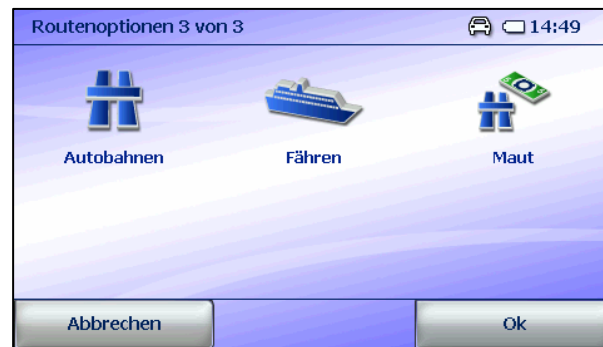 Routenoptionen 3 von 3 14:49
Autobahnen Fähren Maut
Abbrechen Ok